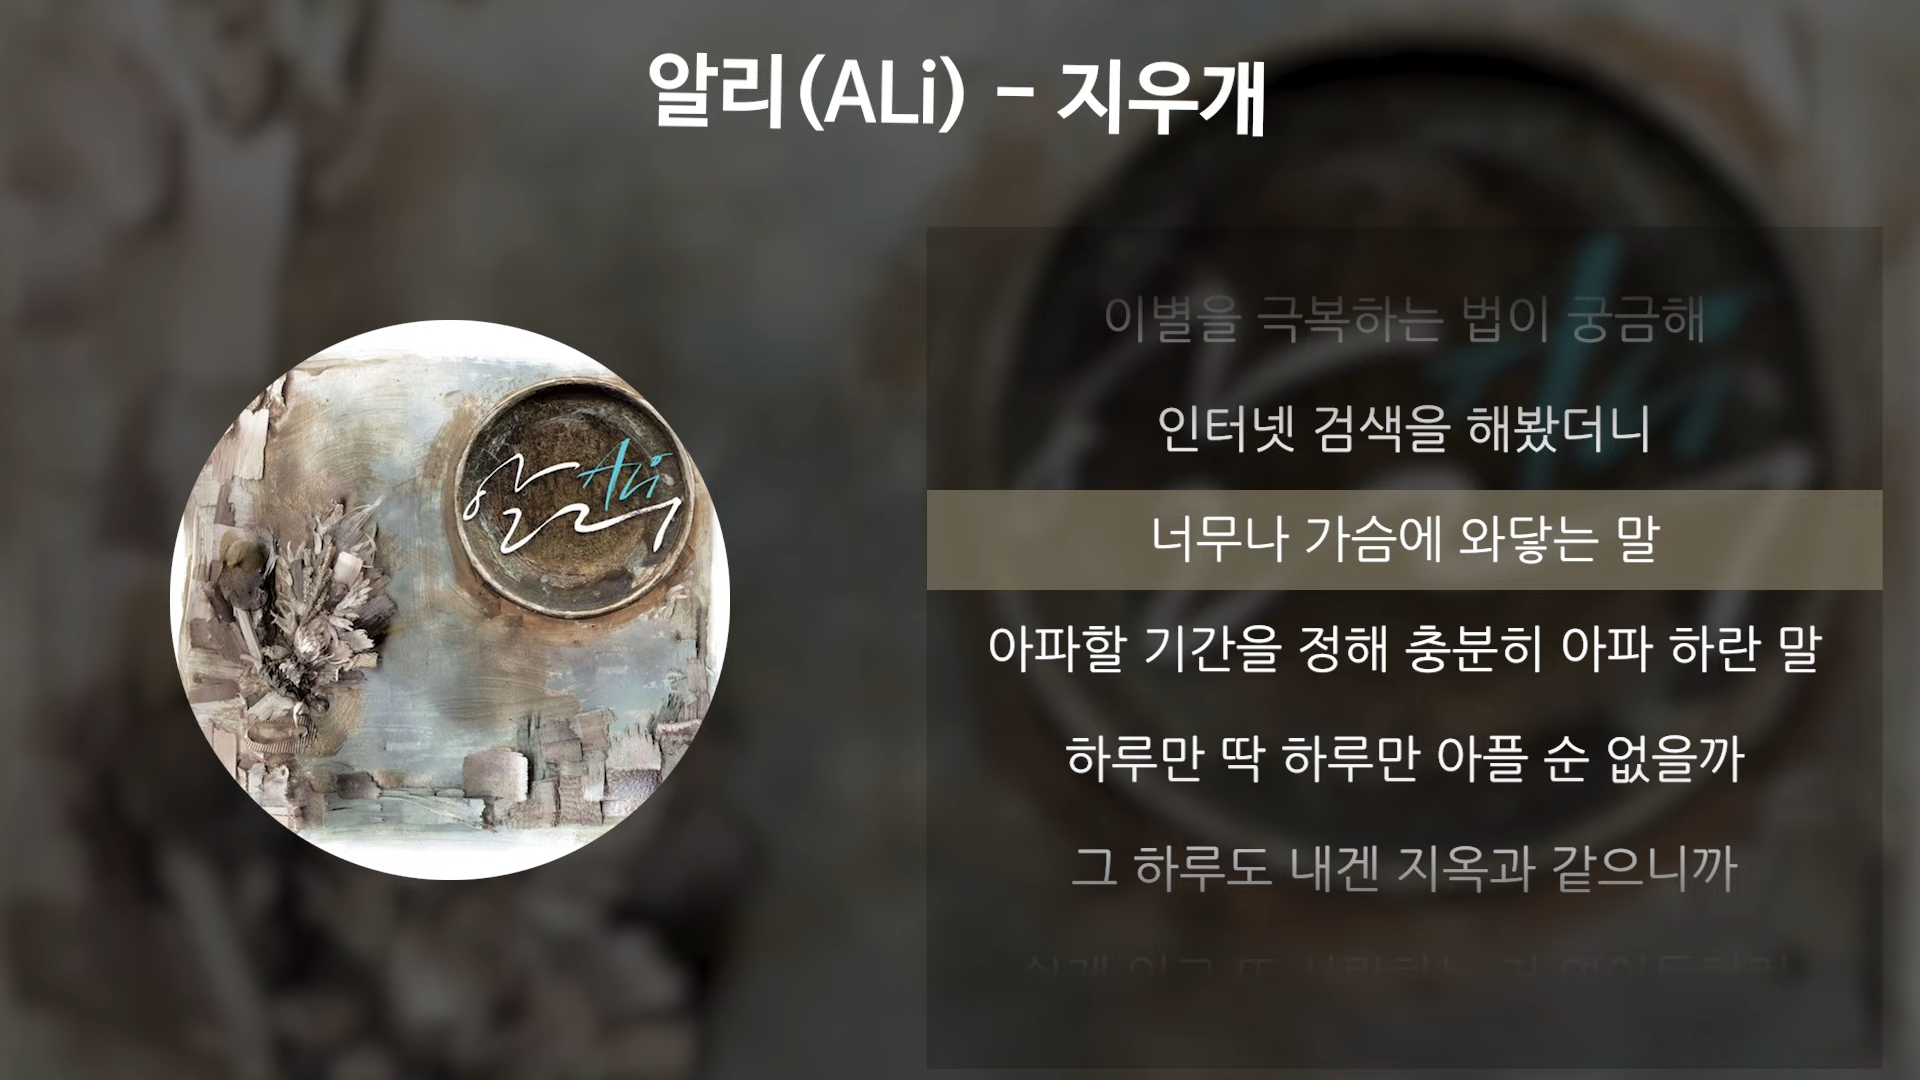 알리(ALi) - 지우개
알리
ALi
이별을 극복하는 법이 궁금해
인터넷 검색을 해봤더니
너무나 가슴에 와닿는 말
아파할 기간을 정해 충분히 아파 하란 말
하루만 딱 하루만 아플 순 없을까
그 하루도 내겐 지옥과 같으니까